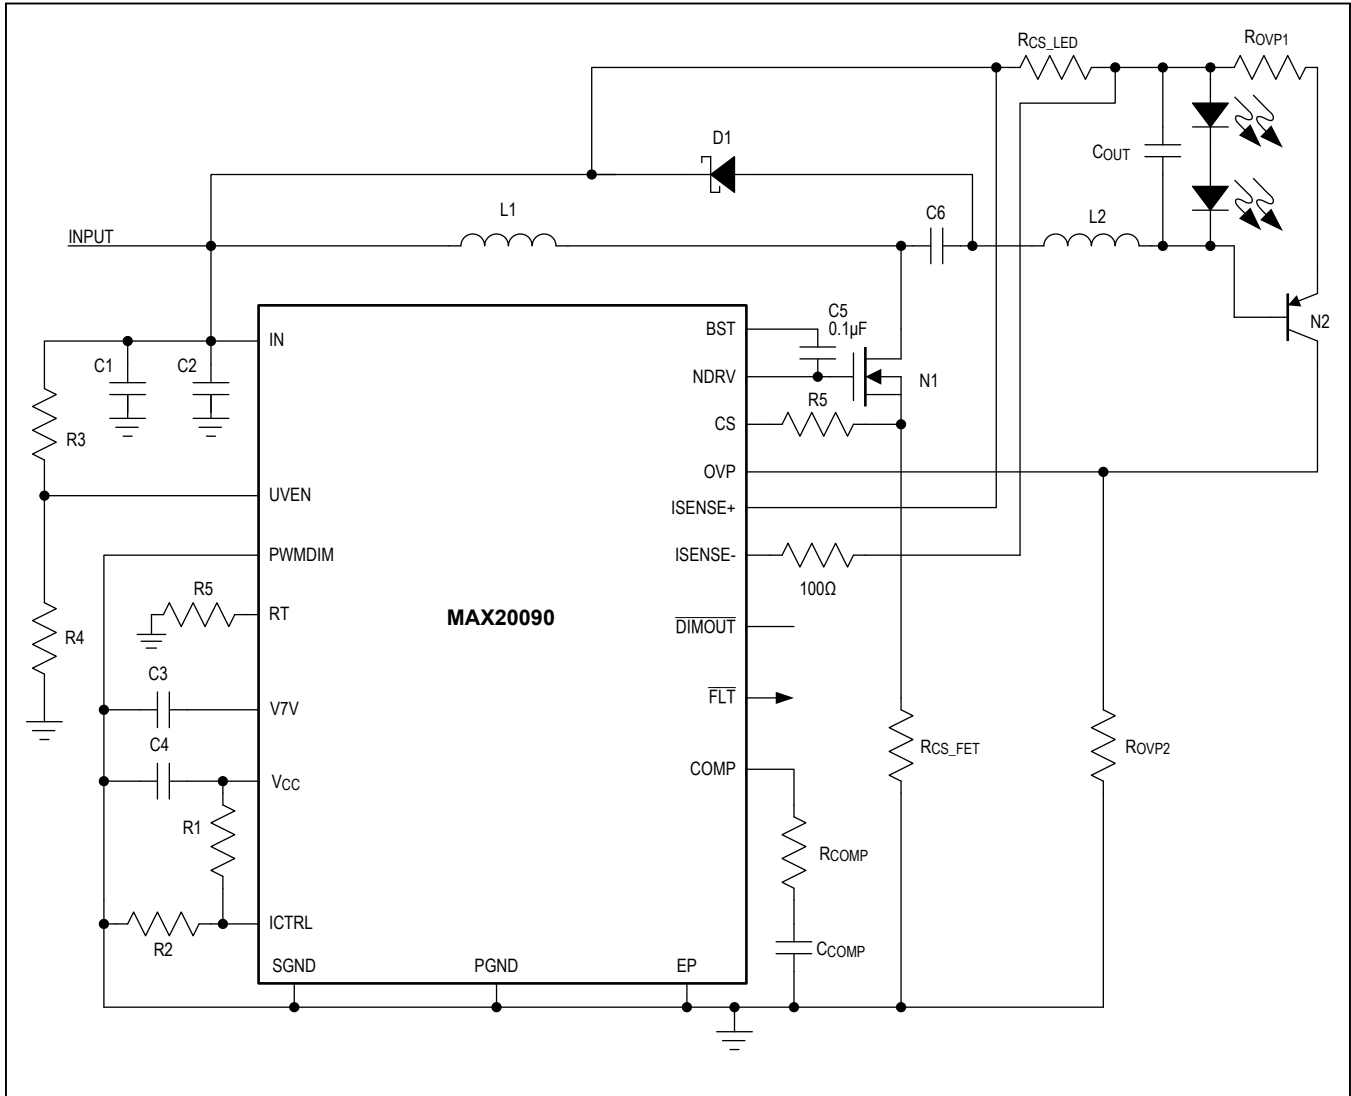 RCS_LED
ROVP1
D1
COUT
L1
C6
L2
INPUT
C5
0.1µF
N2
IN
BST
C1
C2
NDRV
N1
R5
R3
CS
OVP
UVEN
ISENSE+
PWMDIM
ISENSE-
R5
100Ω
RT
MAX20090
DIMOUT
R4
C3
V7V
FLT
C4
RCS_FET
ROVP2
VCC
COMP
R1
RCOMP
ICTRL
R2
CCOMP
SGND
PGND
EP